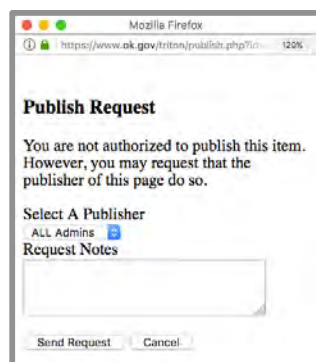 Mozilla Firefox
https://www.ok.gov/triton/publish.php?
120%
Publish Request
You are not authorized to publish this item.
However, you may request that the
publisher of this page do so.
Select A Publisher
ALL Admins
Request Notes
Send Request Cancel